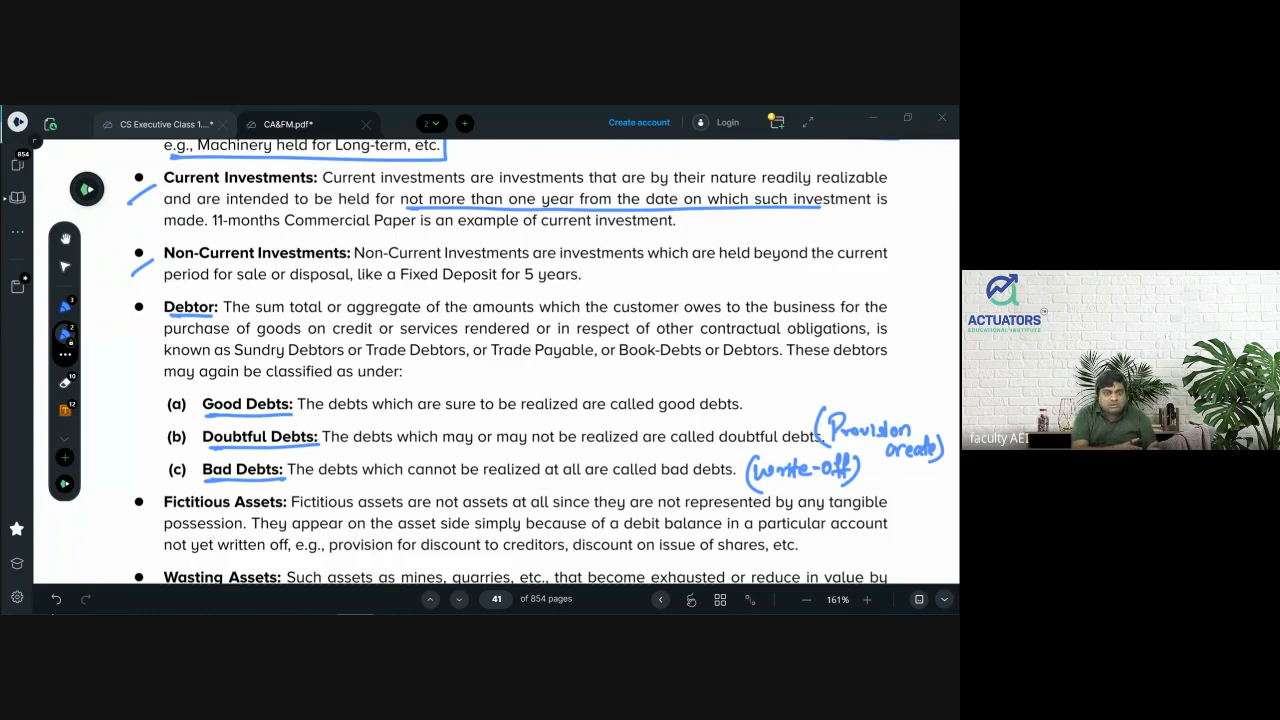 CS Executive Class 1....*
CA&FM.pdf*
2
Create account
Login
854
e.g., Machinery held for Long-term, etc.
Current Investments: Current investments are investments that are by their nature readily realizable
and are intended to be held for not more than one year from the date on which such investment is
made. 11-months Commercial Paper is an example of current investment.
Non-Current Investments: Non-Current Investments are investments which are held beyond the current
period for sale or disposal, like a Fixed Deposit for 5 years.
Debtor: The sum total or aggregate of the amounts which the customer owes to the business for the
purchase of goods on credit or services rendered or in respect of other contractual obligations, is
known as Sundry Debtors or Trade Debtors, or Trade Payable, or Book-Debts or Debtors. These debtors
may again be classified as under:
(a) Good Debts: The debts which are sure to be realized are called good debts.
(b) Doubtful Debts: The debts which may or may not be realized are called doubtful debts. (Provision
create)
(c) Bad Debts: The debts which cannot be realized at all are called bad debts. (write-off)
Fictitious Assets: Fictitious assets are not assets at all since they are not represented by any tangible
possession. They appear on the asset side simply because of a debit balance in a particular account
not yet written off, e.g., provision for discount to creditors, discount on issue of shares, etc.
Wasting Assets: Such assets as mines, quarries, etc., that become exhausted or reduce in value by
3
2
10
12
41 of 854 pages
161%
ACTUATORS
EDUCATIONAL INSTITUTE
faculty AEI